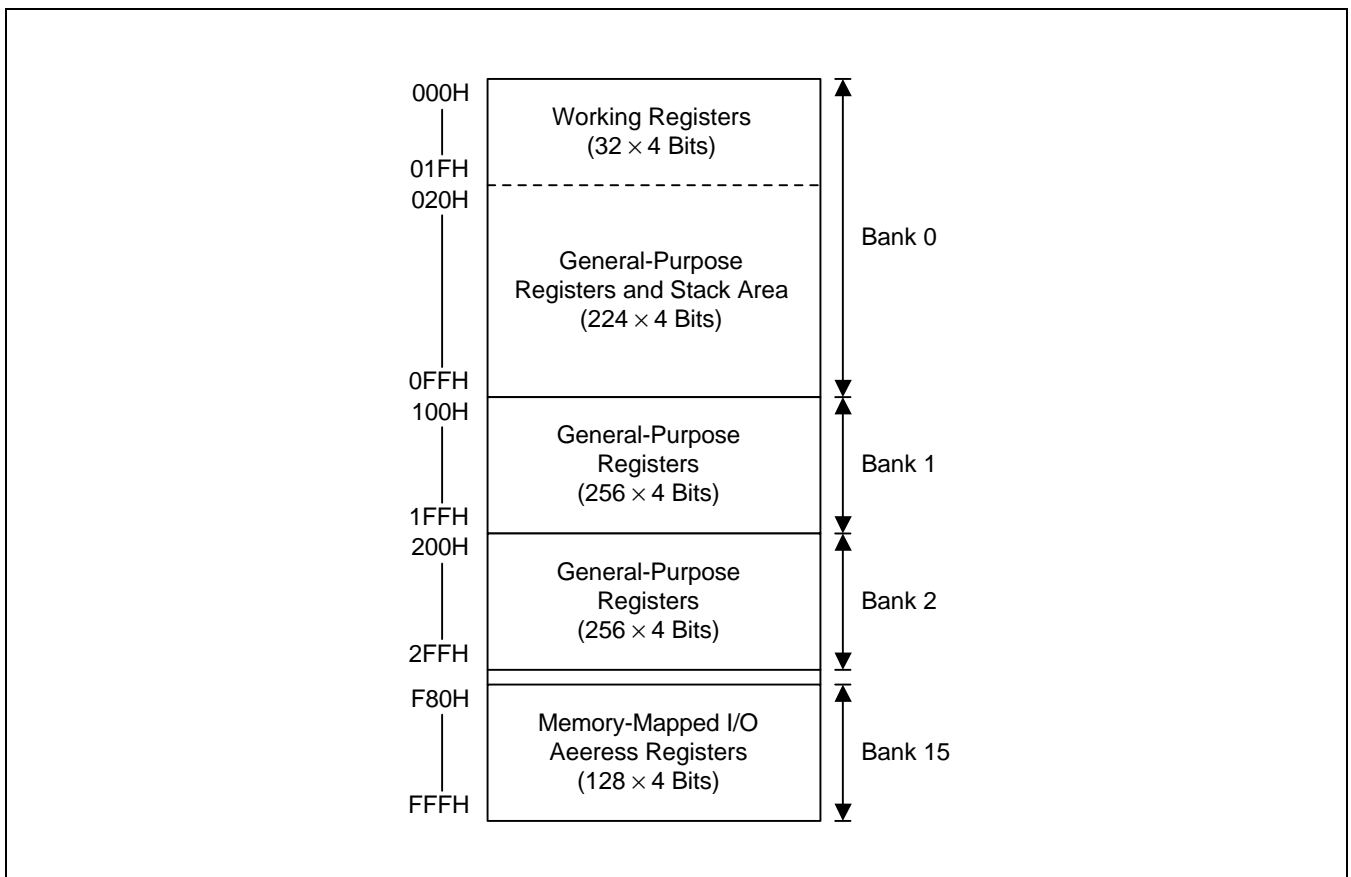 000H
Working Registers
(32 × 4 Bits)
01FH
020H
Bank 0
General-Purpose
Registers and Stack Area
(224 × 4 Bits)
0FFH
100H
General-Purpose
Registers
(256 × 4 Bits)
Bank 1
1FFH
200H
General-Purpose
Registers
(256 × 4 Bits)
Bank 2
2FFH
F80H
Memory-Mapped I/O
Aeeress Registers
(128 × 4 Bits)
Bank 15
FFFH